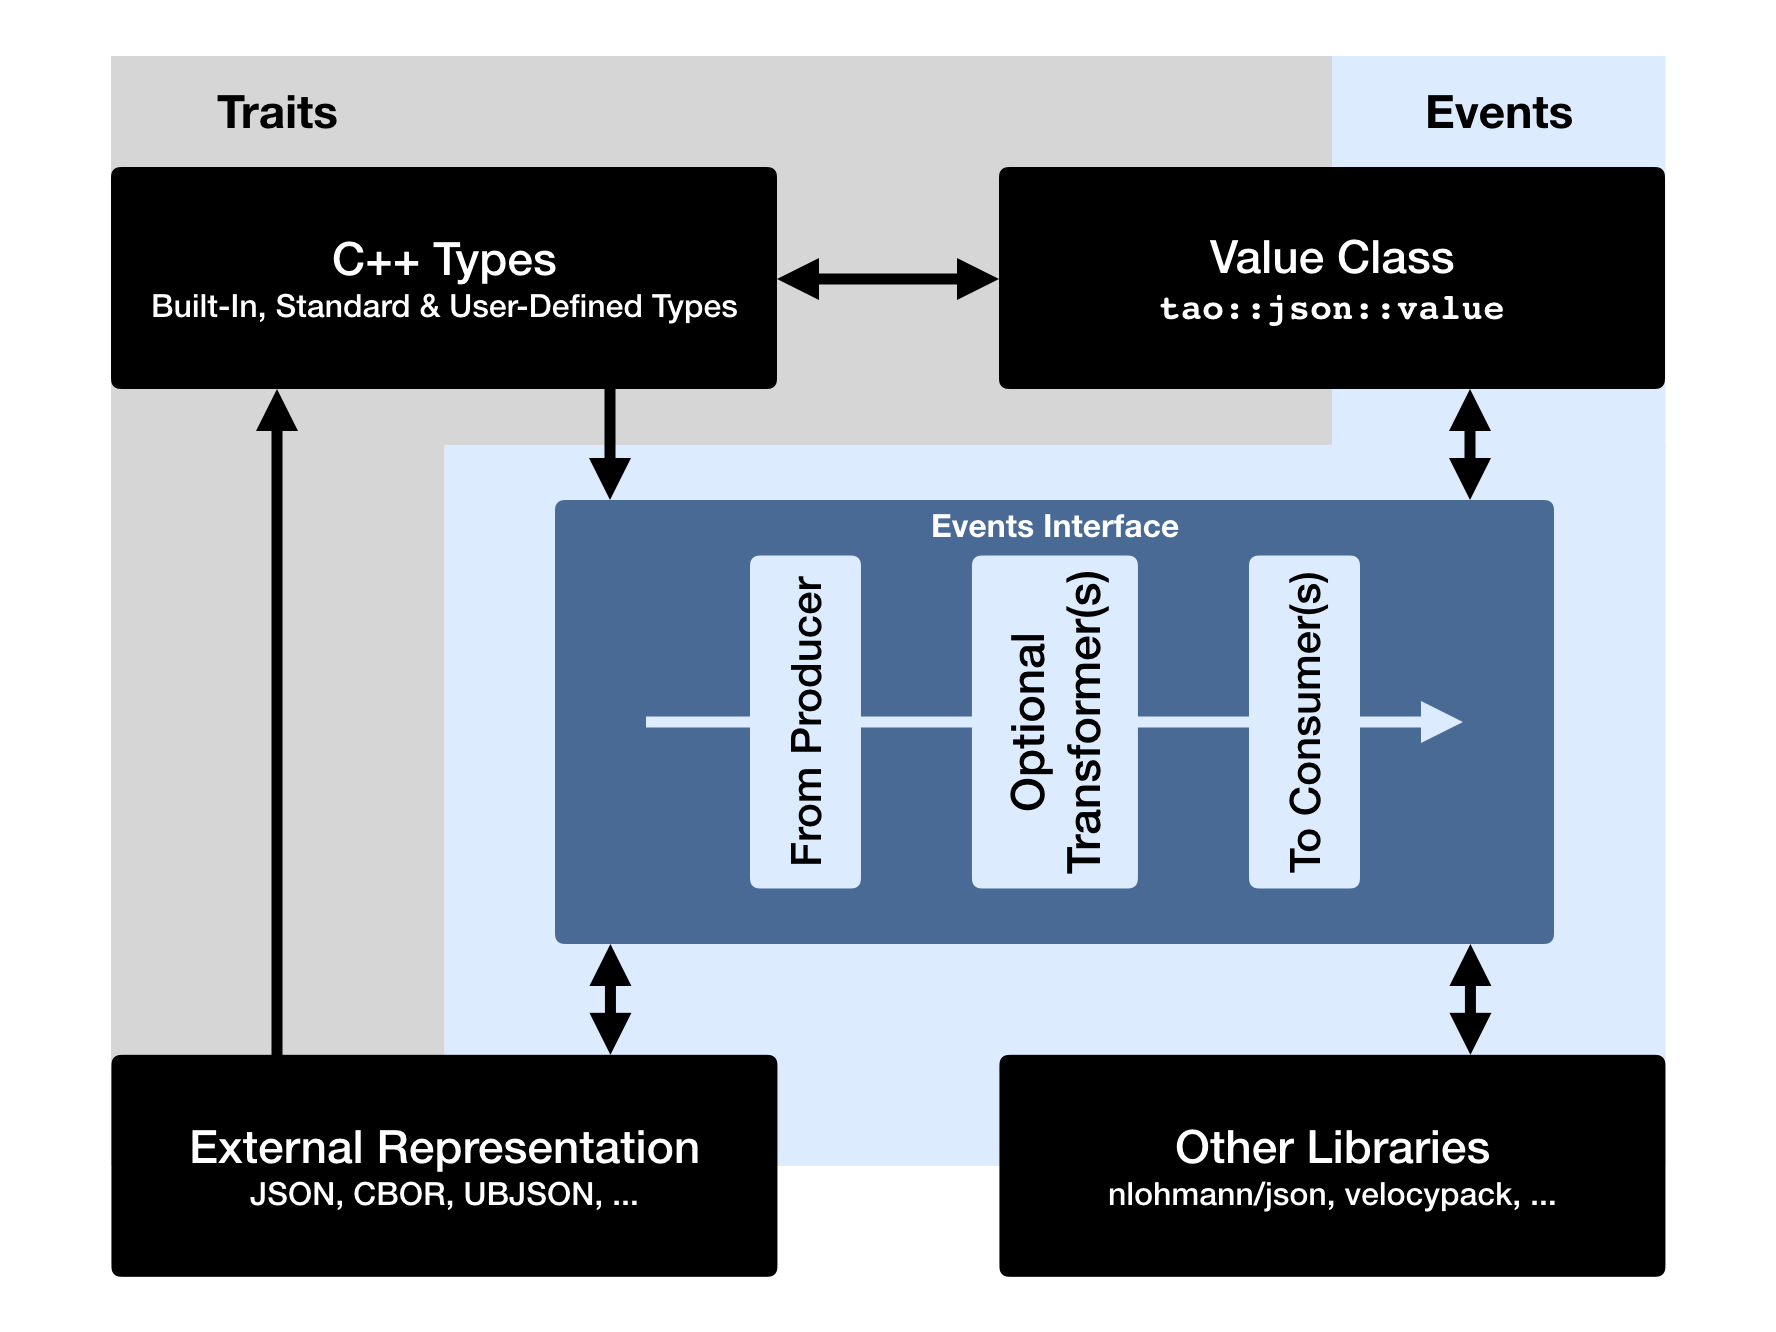 Traits
Events
C++ Types
Built-In, Standard & User-Defined Types
Value Class
tao::json::value
Events Interface
From Producer
Optional
Transformer(s)
To Consumer(s)
External Representation
JSON, CBOR, UBJSON, ...
Other Libraries
nlohmann/json, velocypack, ...